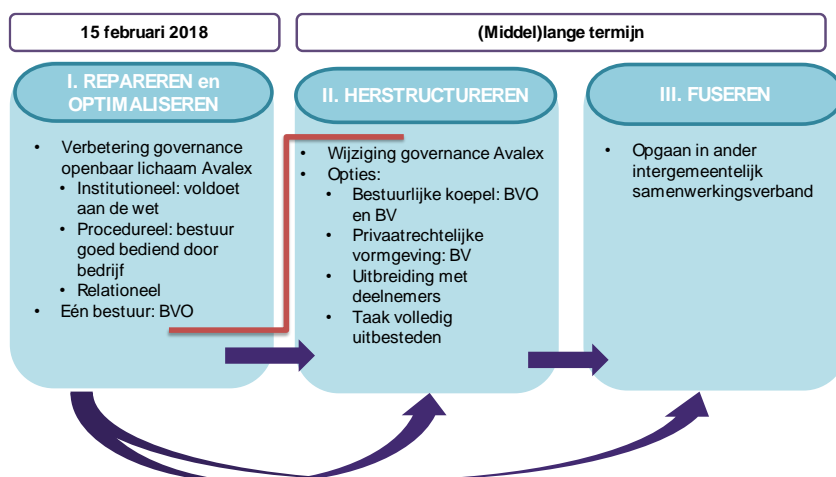 15 februari 2018
(Middel)lange termijn
I. REPAREREN en
OPTIMALISEREN
• Verbetering governance
openbaar lichaam Avalex
• Institutioneel: voldoet
aan de wet
• Procedureel: bestuur
goed bediend door
bedrijf
• Relationeel
• Eén bestuur: BVO
II. HERSTRUCTUREREN
• Wijziging governance Avalex
• Opties:
• Bestuurlijke koepel: BVO
en BV
• Privaatrechtelijke
vormgeving: BV
• Uitbreiding met
deelnemers
• Taak volledig
uitbesteden
III. FUSEREN
• Opgaan in ander
intergemeentelijk
samenwerkingsverband